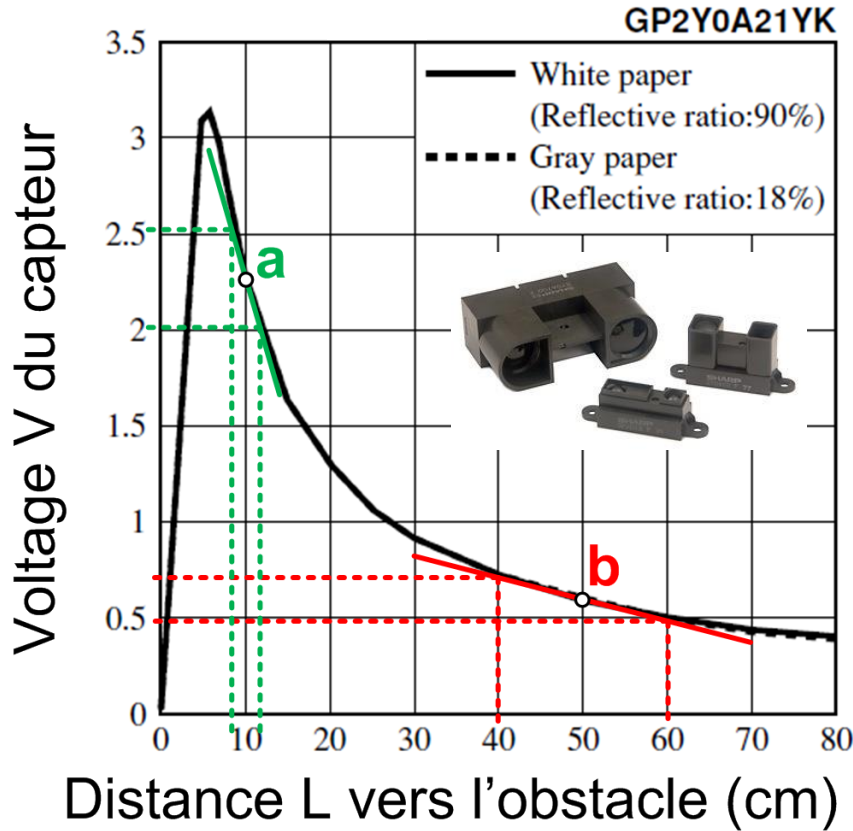 GP2Y0A21YK
White paper
(Reflective ratio:90%)
Gray paper
(Reflective ratio:18%)
Voltage V du capteur
3.5
3
2.5
2
1.5
1
0.5
0
a
b
SHARP
0 10 20 30 40 50 60 70 80
Distance L vers l'obstacle (cm)